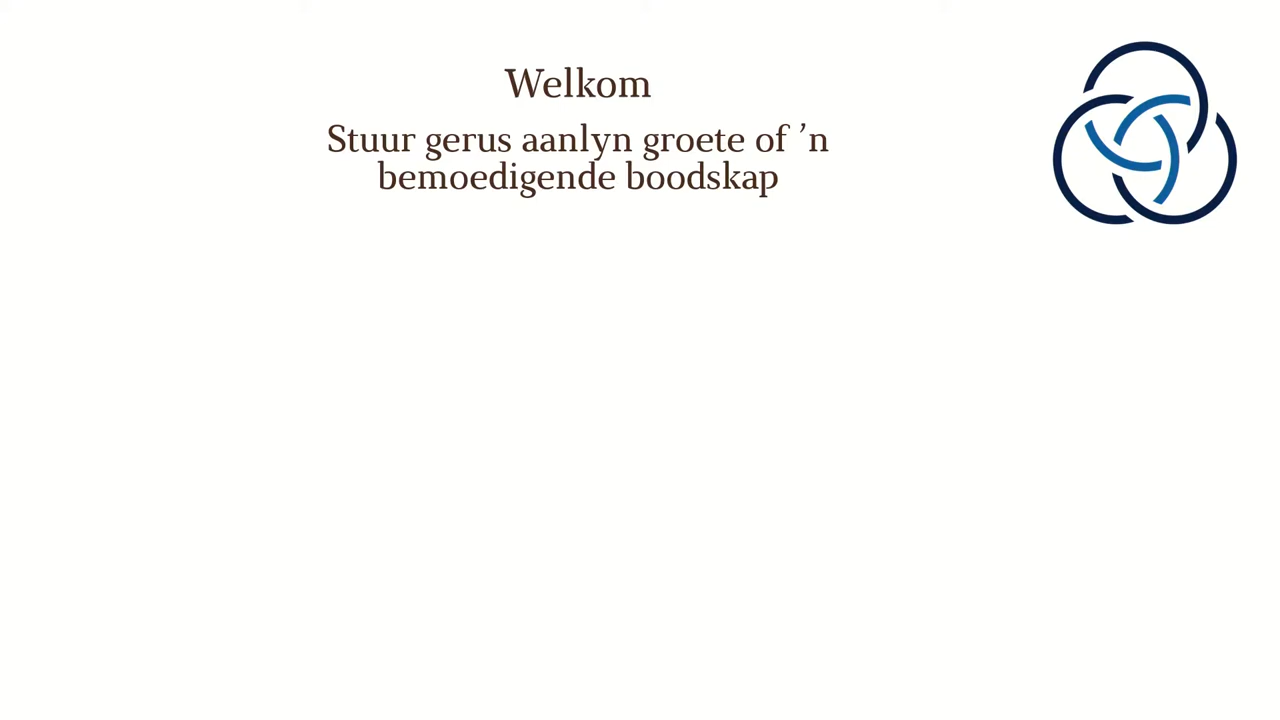 Welkom
Stuur gerus aanlyn groete of ’n
bemoedigende boodskap